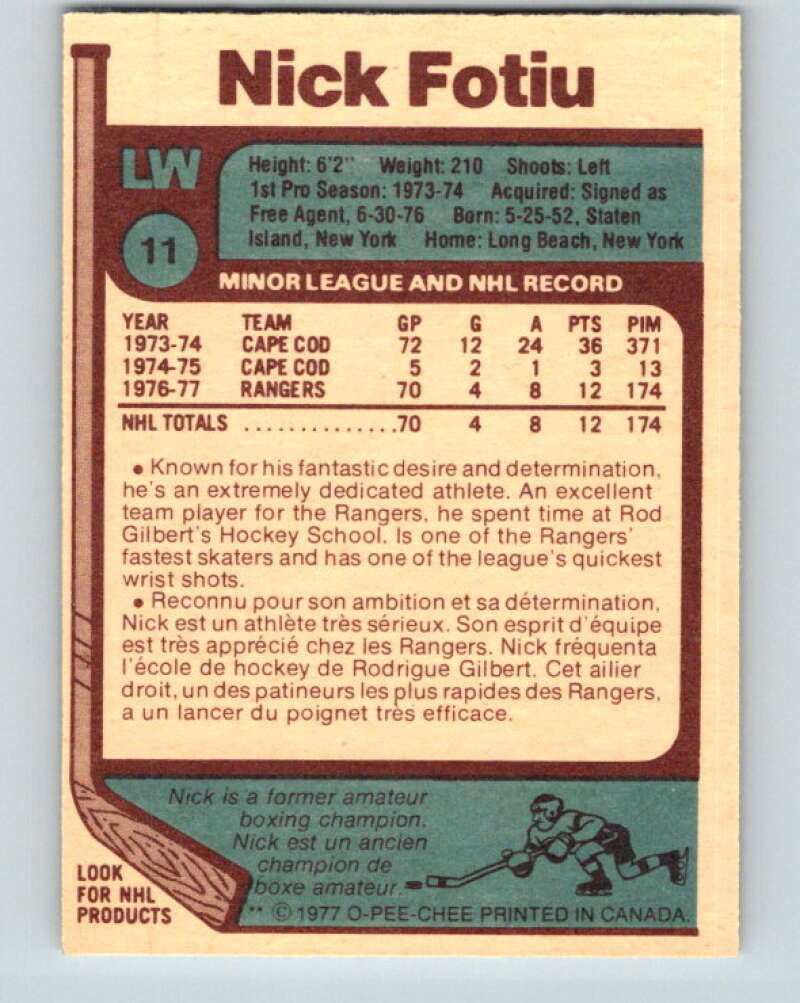 Nick Fotiu
LW
11
Height: 6'2" Weight: 210 Shoots: Left
1st Pro Season: 1973-74 Acquired: Signed as
Free Agent, 6-30-76 Born: 5-25-52, Staten
Island, New York Home: Long Beach, New York
MINOR LEAGUE AND NHL RECORD
YEAR TEAM GP G A PTS PIM
1973-74 CAPE COD 72 12 24 36 371
1974-75 CAPE COD 5 2 1 3 13
1976-77 RANGERS 70 4 8 12 174
NHL TOTALS ..............70 4 8 12 174
• Known for his fantastic desire and determination,
he's an extremely dedicated athlete. An excellent
team player for the Rangers, he spent time at Rod
Gilbert's Hockey School. Is one of the Rangers'
fastest skaters and has one of the league's quickest
wrist shots.
• Reconnu pour son ambition et sa détermination,
Nick est un athlète très sérieux. Son esprit d'équipe
est très apprécié chez les Rangers. Nick fréquenta
l'école de hockey de Rodrigue Gilbert. Cet ailier
droit, un des patineurs les plus rapides des Rangers,
a un lancer du poignet très efficace.
Nick is a former amateur
boxing champion.
Nick est un ancien
champion de
boxe amateur.
LOOK
FOR NHL
PRODUCTS
** © 1977 O-PEE-CHEE PRINTED IN CANADA.